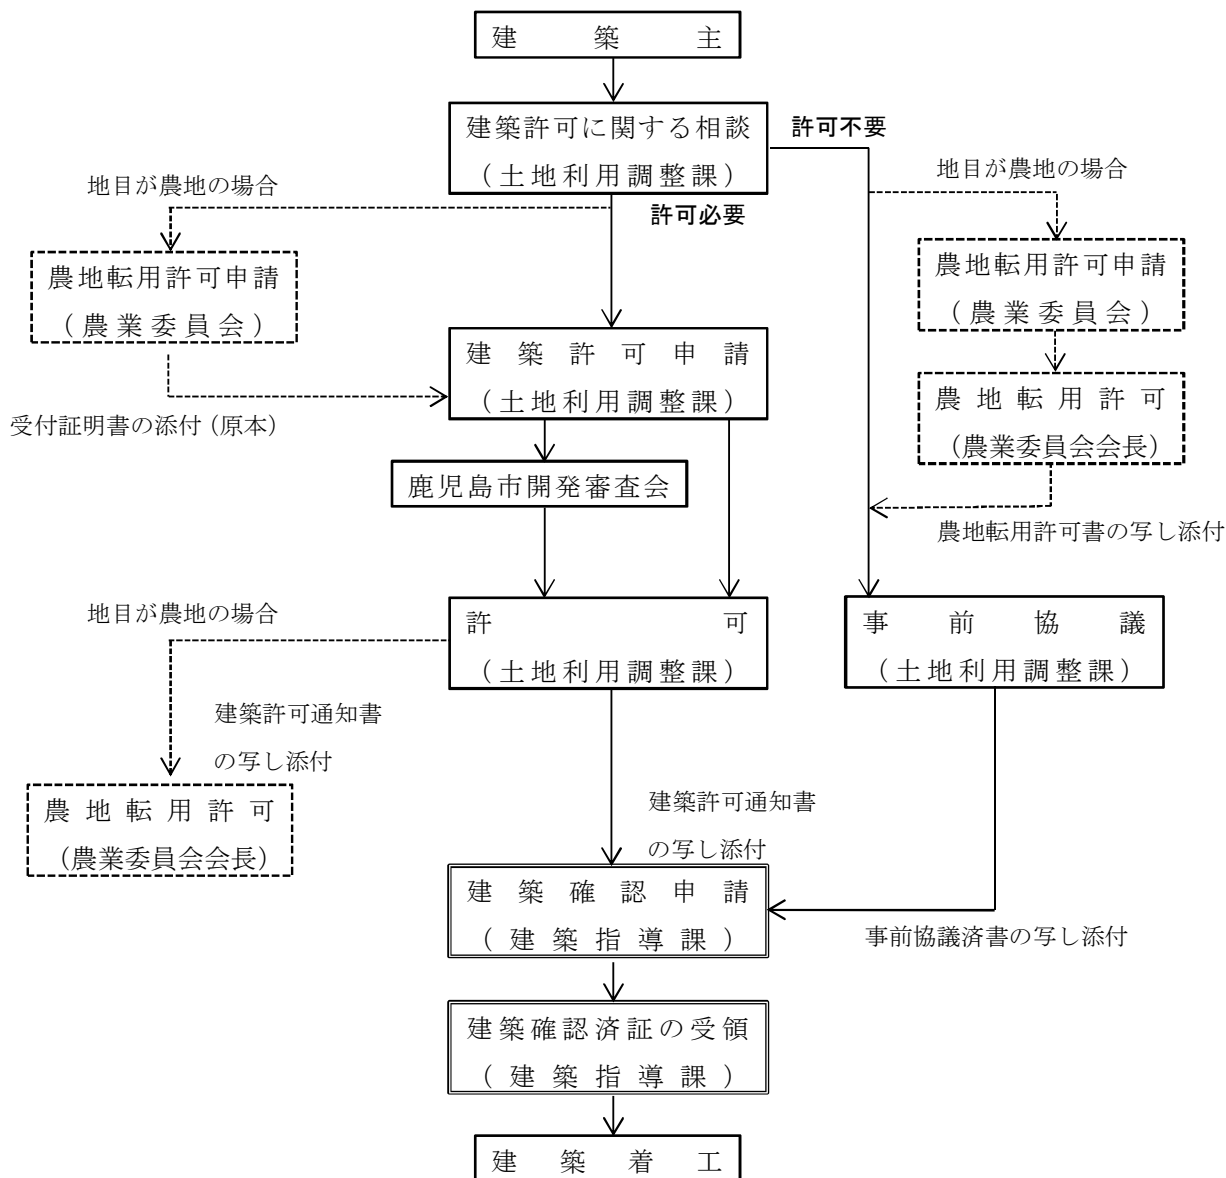 建築主
建築許可に関する相談
（土地利用調整課）
許可不要
地目が農地の場合
許可必要
地目が農地の場合
農地転用許可申請
（農業委員会）
農地転用許可申請
（農業委員会）
建築許可申請
（土地利用調整課）
受付証明書の添付（原本）
農地転用許可
（農業委員会会長）
鹿児島市開発審査会
農地転用許可書の写し添付
地目が農地の場合
許可
（土地利用調整課）
事前協議
（土地利用調整課）
建築許可通知書
の写し添付
農地転用許可
（農業委員会会長）
建築許可通知書
の写し添付
建築確認申請
（建築指導課）
事前協議済書の写し添付
建築確認済証の受領
（建築指導課）
建築着工